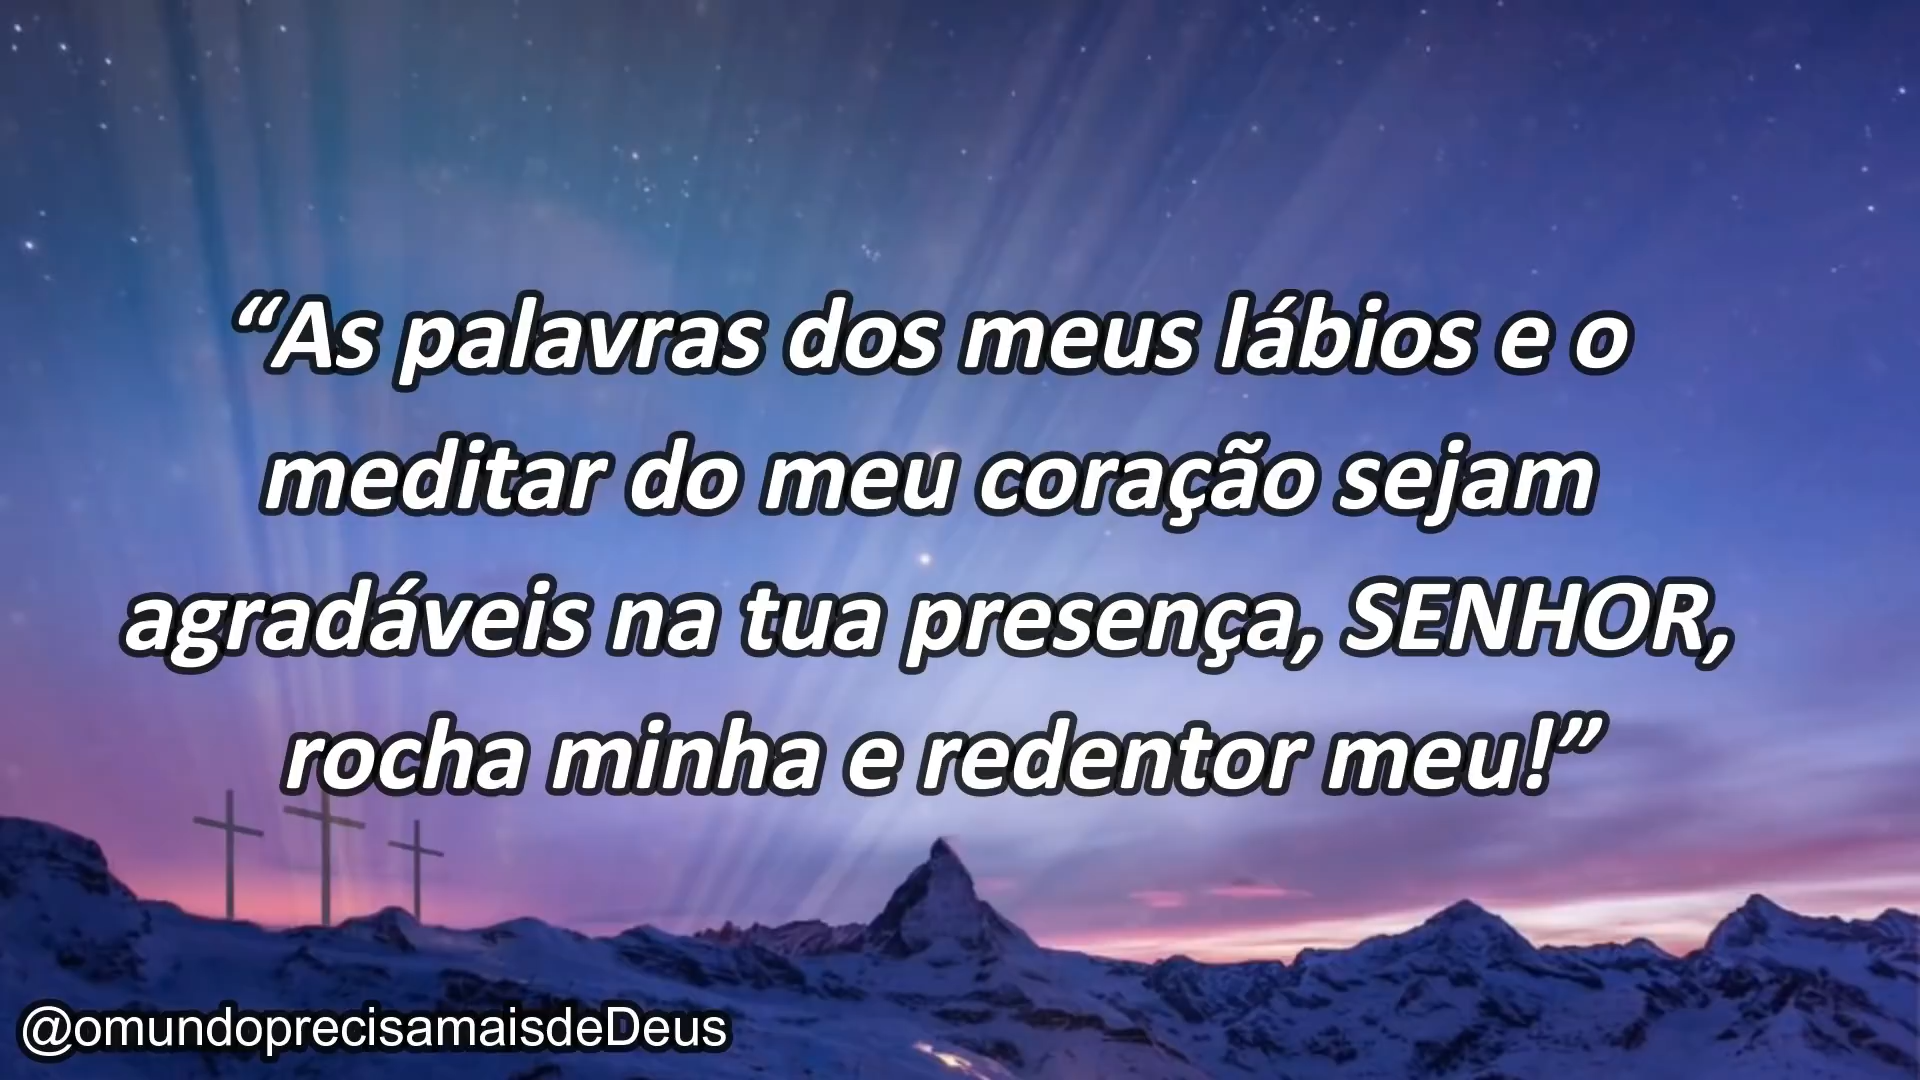 “As palavras dos meus lábios e o
meditar do meu coração sejam
agradáveis na tua presença, SENHOR,
rocha minha e redentor meu!”
@omundoprecisamaisdeDeus